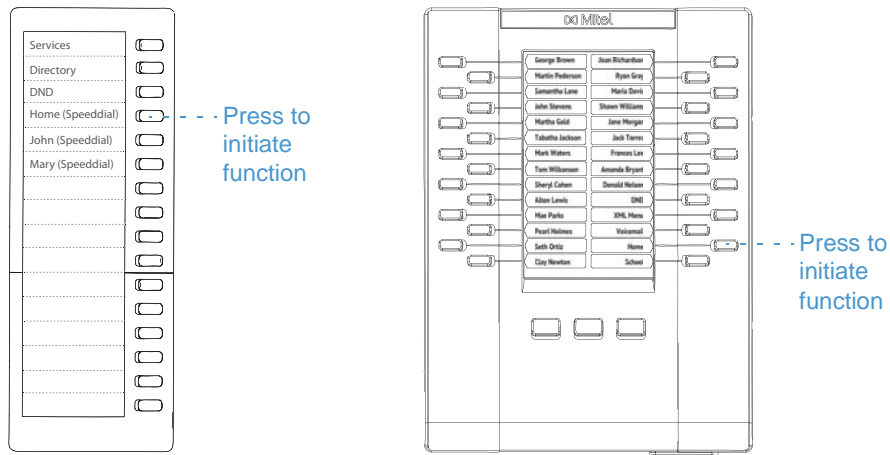 Services
Directory
DND
Home (Speeddial)
John (Speeddial)
Mary (Speeddial)
Press to
initiate
function
Mitel
George Brown Joan Richardson
Martin Pederson Ryan Gray
Samantha Lane Maria Davis
John Stevens Shawn Williams
Martha Gold Jane Morgan
Tabatha Jackson Jack Torres
Mark Waters Frances Lee
Tom Wilkanson Amanda Bryant
Sheryl Cohen Donald Nelson
Alton Lewis DND
Mae Parks XML Menu
Pearl Holmes Voicemail
Seth Ortiz Home
Clay Newton School
Press to
initiate
function